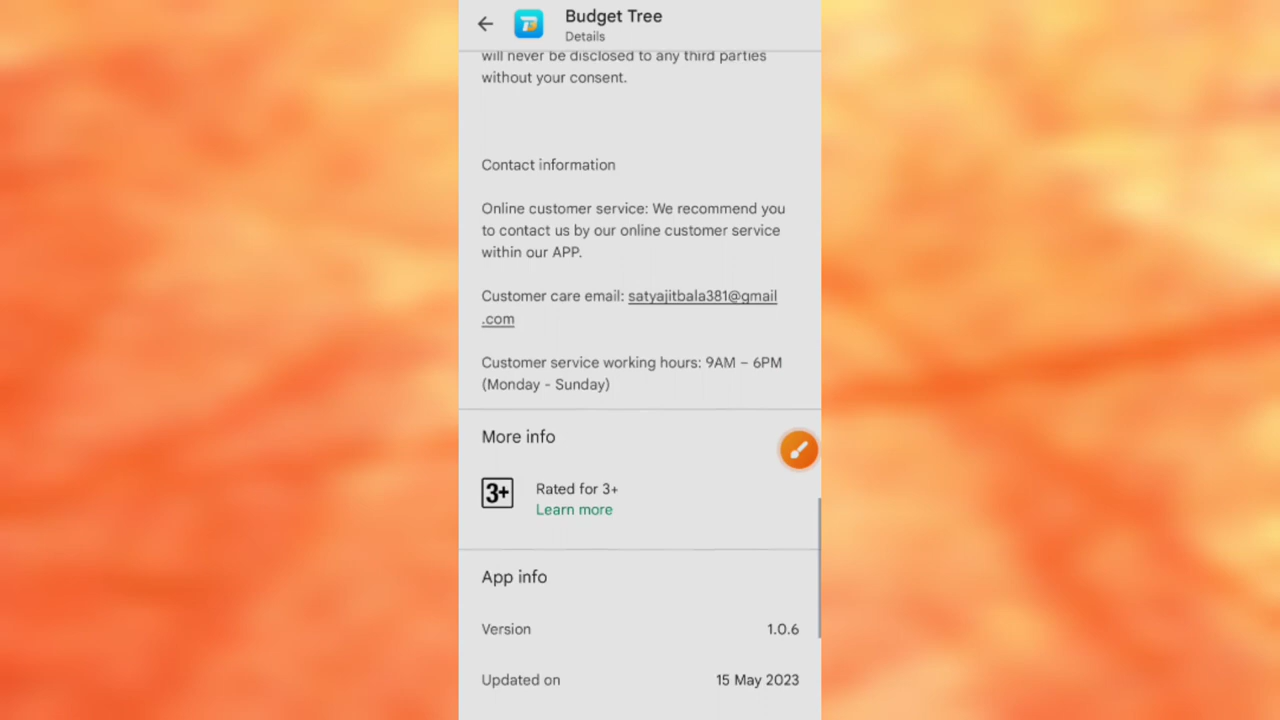 Budget Tree
Details
will never be disclosed to any third parties
without your consent.
Contact information
Online customer service: We recommend you
to contact us by our online customer service
within our APP.
Customer care email: satyajitbala381@gmail
.com
Customer service working hours: 9AM – 6PM
(Monday - Sunday)
More info
3+
Rated for 3+
Learn more
App info
Version 1.0.6
Updated on 15 May 2023